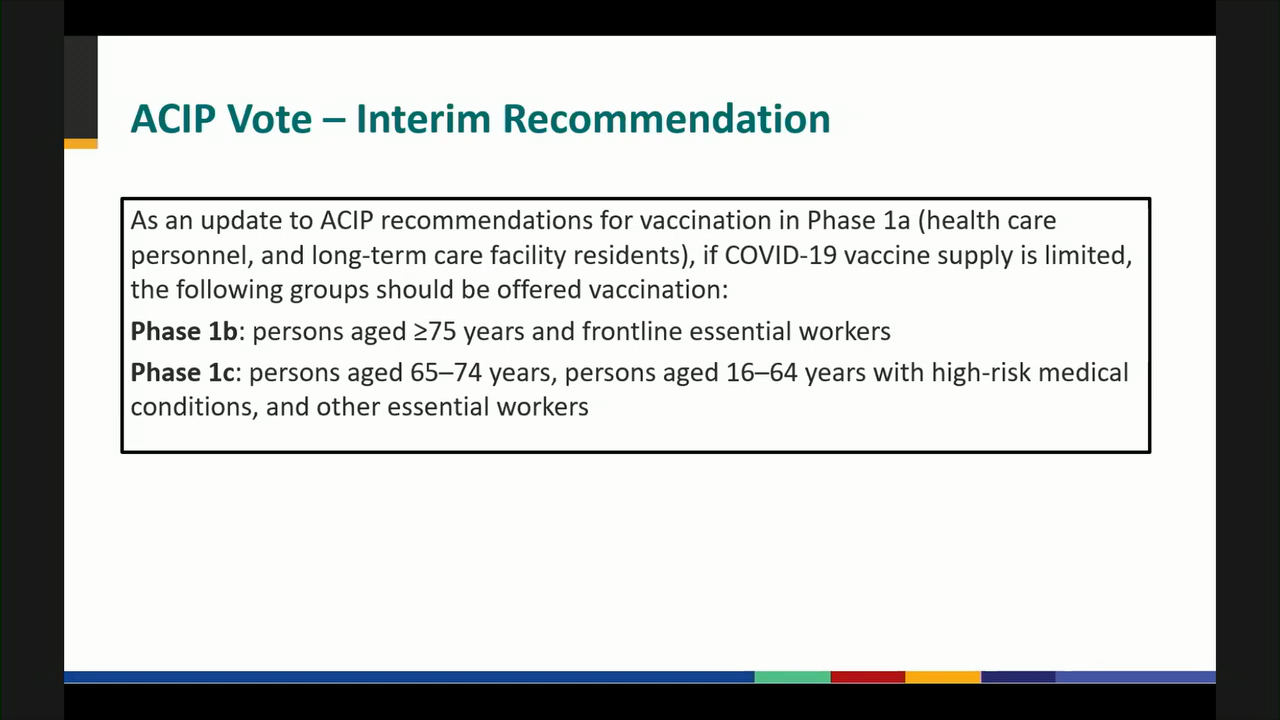 ACIP Vote – Interim Recommendation
As an update to ACIP recommendations for vaccination in Phase 1a (health care
personnel, and long-term care facility residents), if COVID-19 vaccine supply is limited,
the following groups should be offered vaccination:
Phase 1b: persons aged ≥75 years and frontline essential workers
Phase 1c: persons aged 65–74 years, persons aged 16–64 years with high-risk medical
conditions, and other essential workers